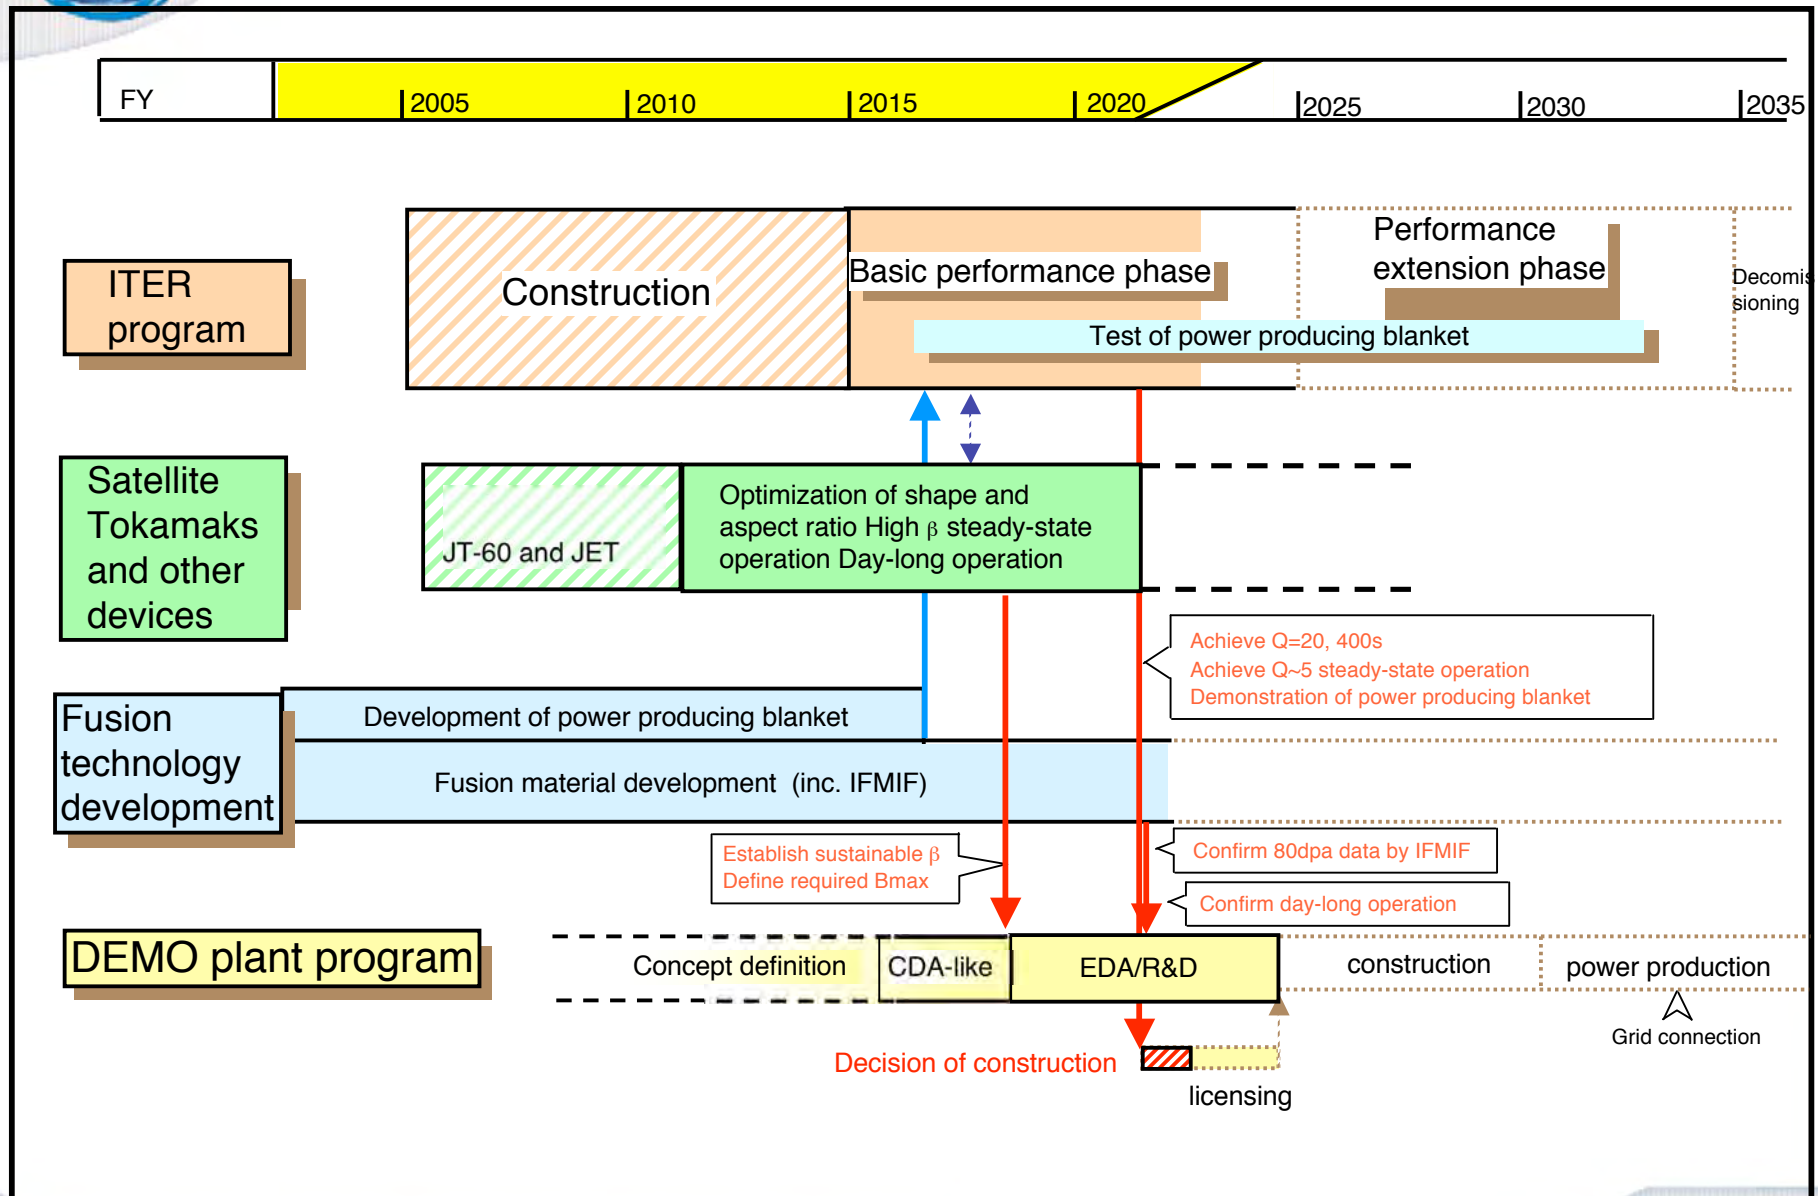 FY
2005
2010
2015
2020
2025
2030
2035
ITER
program
Construction
Basic performance phase
Performance
extension phase
Decomis
sioning
Test of power producing blanket
Satellite
Tokamaks
and other
devices
JT-60 and JET
Optimization of shape and
aspect ratio High β steady-state
operation Day-long operation
Achieve Q=20, 400s
Achieve Q~5 steady-state operation
Demonstration of power producing blanket
Fusion
technology
development
Development of power producing blanket
Fusion material development (inc. IFMIF)
Establish sustainable β
Define required Bmax
Confirm 80dpa data by IFMIF
Confirm day-long operation
DEMO plant program
Concept definition
CDA-like
EDA/R&D
construction
power production
Grid connection
Decision of construction
licensing